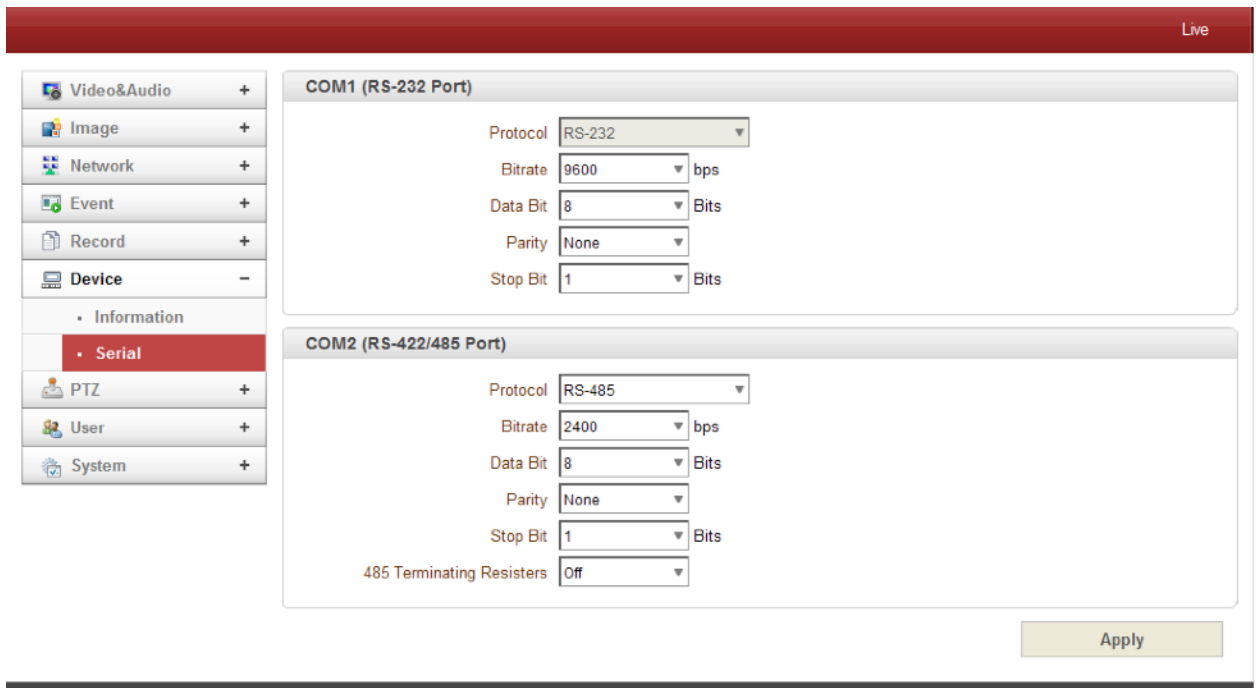 Live
Video&Audio +
Image +
Network +
Event +
Record +
Device −
Information
Serial
PTZ +
User +
System +
COM1 (RS-232 Port)
Protocol RS-232
Bitrate 9600 bps
Data Bit 8 Bits
Parity None
Stop Bit 1 Bits
COM2 (RS-422/485 Port)
Protocol RS-485
Bitrate 2400 bps
Data Bit 8 Bits
Parity None
Stop Bit 1 Bits
485 Terminating Resisters Off
Apply